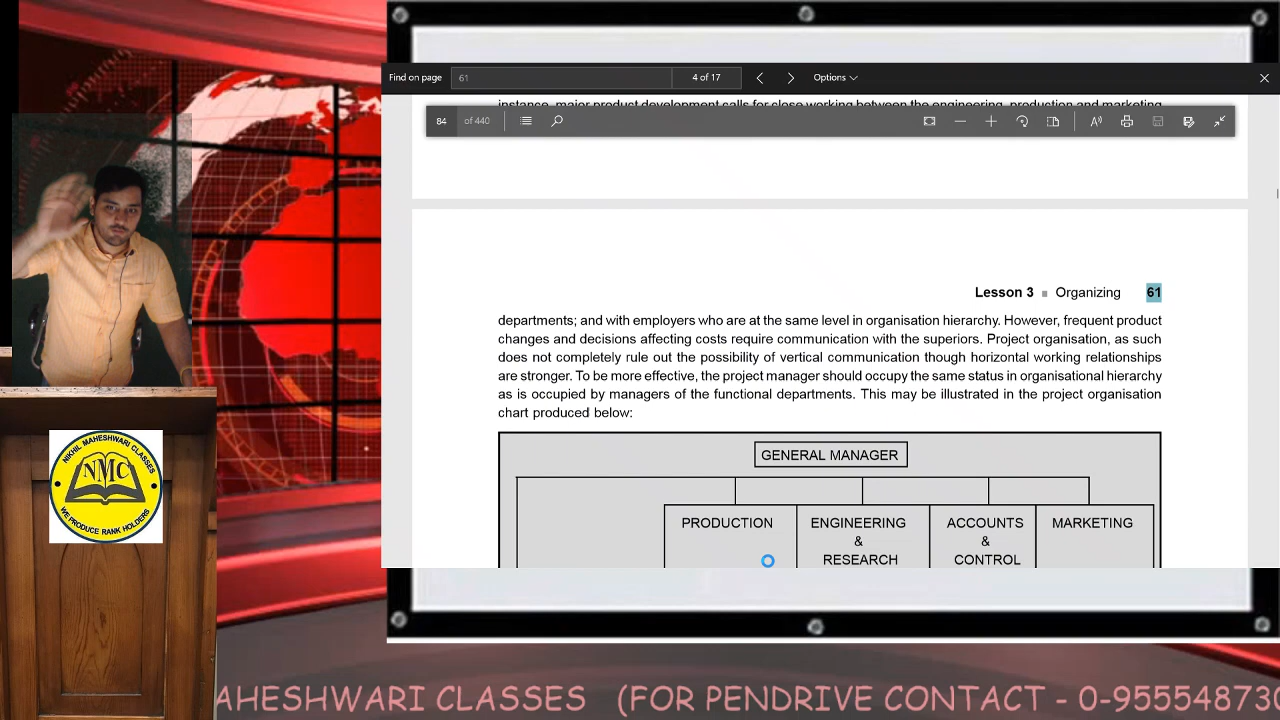 Find on page
61
4 of 17
Options
instance, major product development calls for close working between the engineering, production and marketing
84 of 440
Lesson 3 ■ Organizing 61
departments; and with employers who are at the same level in organisation hierarchy. However, frequent product
changes and decisions affecting costs require communication with the superiors. Project organisation, as such
does not completely rule out the possibility of vertical communication though horizontal working relationships
are stronger. To be more effective, the project manager should occupy the same status in organisational hierarchy
as is occupied by managers of the functional departments. This may be illustrated in the project organisation
chart produced below:
GENERAL MANAGER
PRODUCTION
ENGINEERING
&
RESEARCH
ACCOUNTS
&
CONTROL
MARKETING
NIKHIL MAHESHWARI CLASSES
NMC
WE PRODUCE RANK HOLDERS
AHESHWARI CLASSES (FOR PENDRIVE CONTACT - 0-955548730